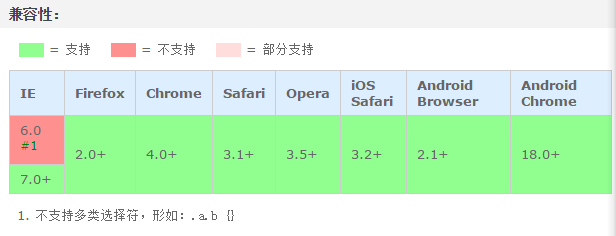 兼容性：
= 支持 = 不支持 = 部分支持
IE Firefox Chrome Safari Opera iOS Safari Android Browser Android Chrome
6.0 #1 2.0+ 4.0+ 3.1+ 3.5+ 3.2+ 2.1+ 18.0+
7.0+
1. 不支持多类选择符，形如：.a.b {}